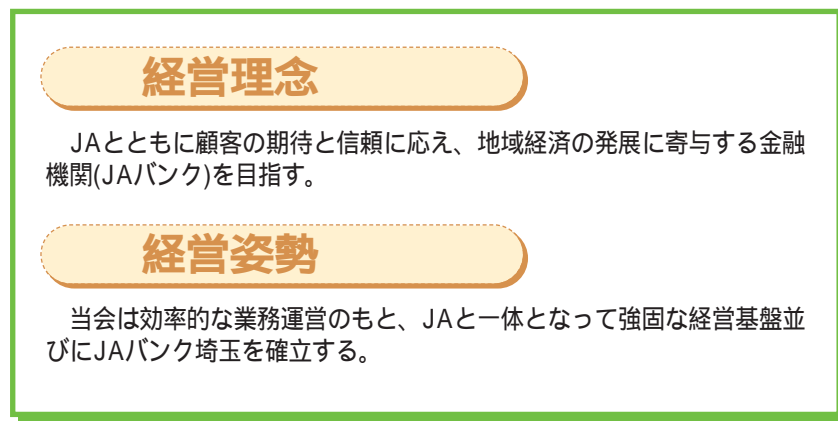 経営理念
　JAとともに顧客の期待と信頼に応え、地域経済の発展に寄与する金融
機関(JAバンク)を目指す。
経営姿勢
　当会は効率的な業務運営のもと、JAと一体となって強固な経営基盤並
びにJAバンク埼玉を確立する。